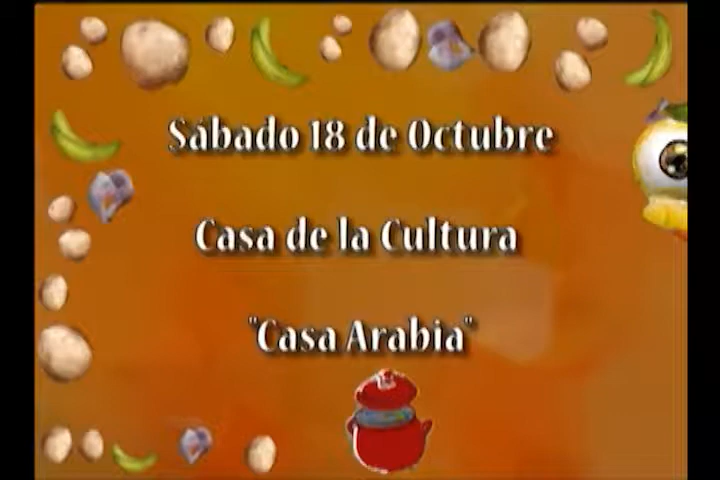 Sábado 18 de Octubre
Casa de la Cultura
"Casa Arabia"